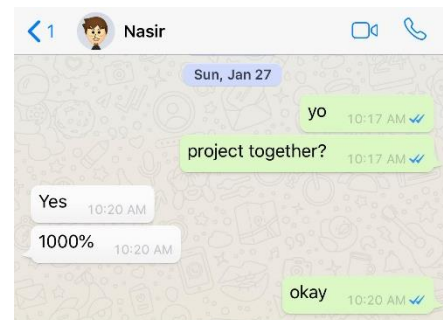 1 Nasir
Sun, Jan 27
yo 10:17 AM
project together? 10:17 AM
Yes 10:20 AM
1000% 10:20 AM
okay 10:20 AM